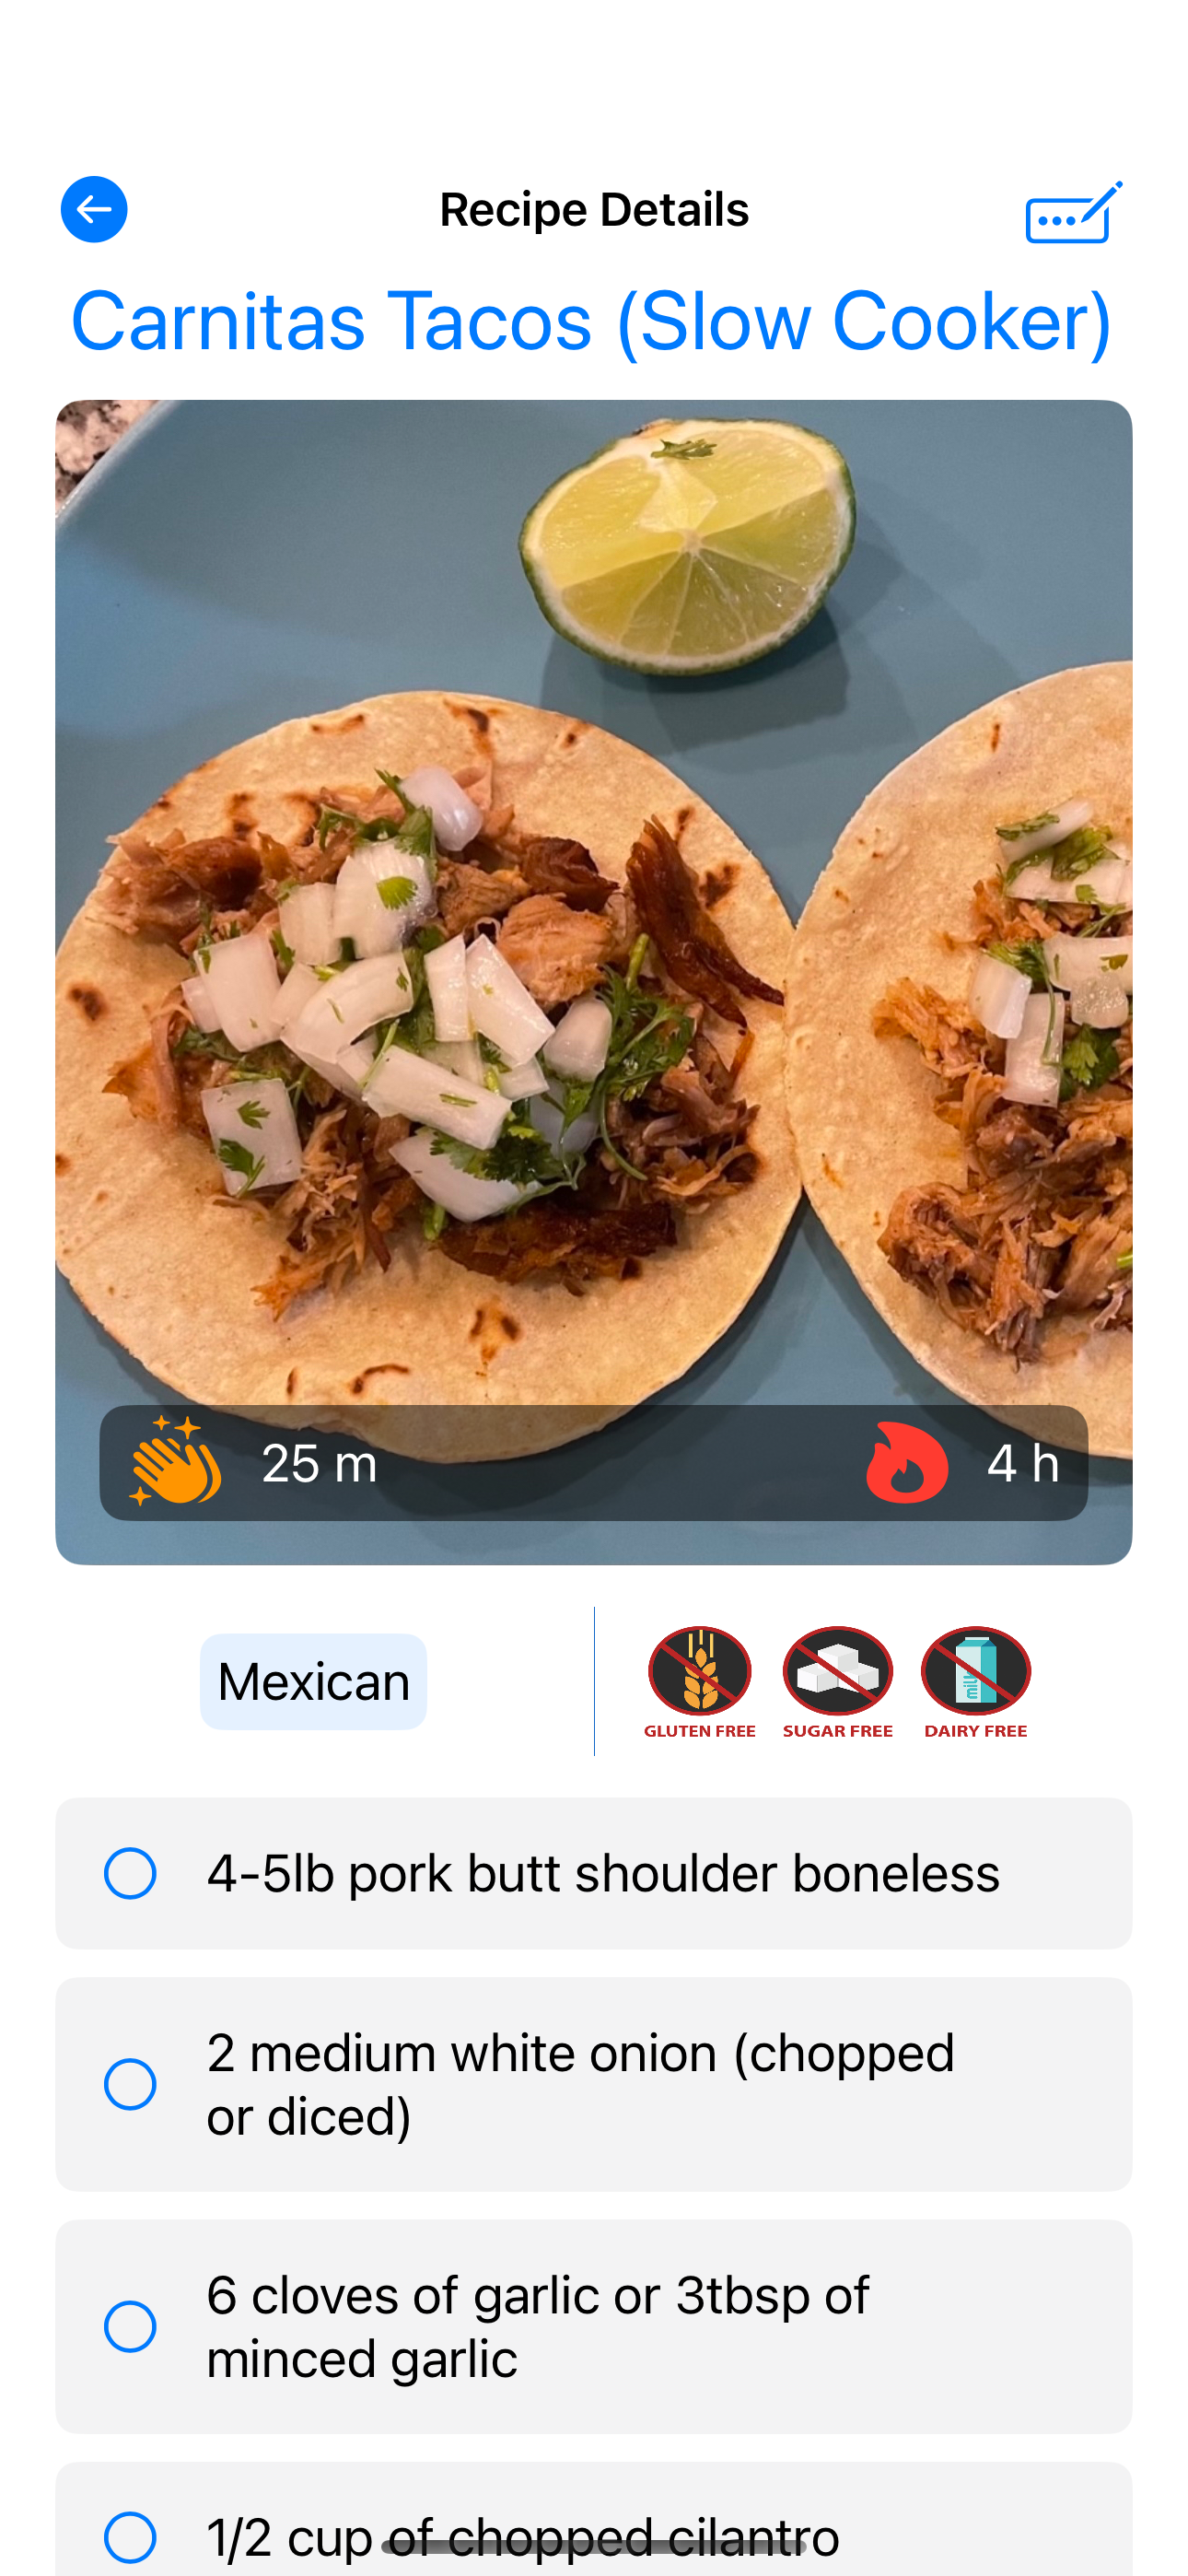 Recipe Details
Carnitas Tacos (Slow Cooker)
25 m
4 h
Mexican
milk
GLUTEN FREE
SUGAR FREE
DAIRY FREE
4-5lb pork butt shoulder boneless
2 medium white onion (chopped
or diced)
6 cloves of garlic or 3tbsp of
minced garlic
1/2 cup of chopped cilantro